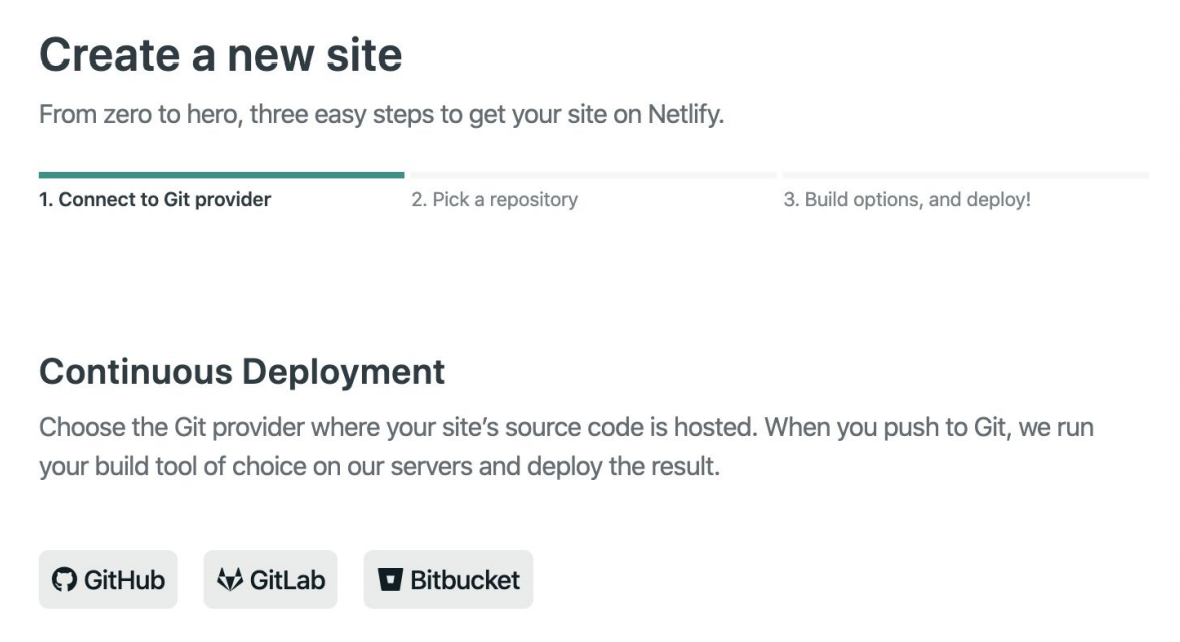 Create a new site
From zero to hero, three easy steps to get your site on Netlify.
1. Connect to Git provider
2. Pick a repository
3. Build options, and deploy!
Continuous Deployment
Choose the Git provider where your site’s source code is hosted. When you push to Git, we run
your build tool of choice on our servers and deploy the result.
GitHub
GitLab
Bitbucket